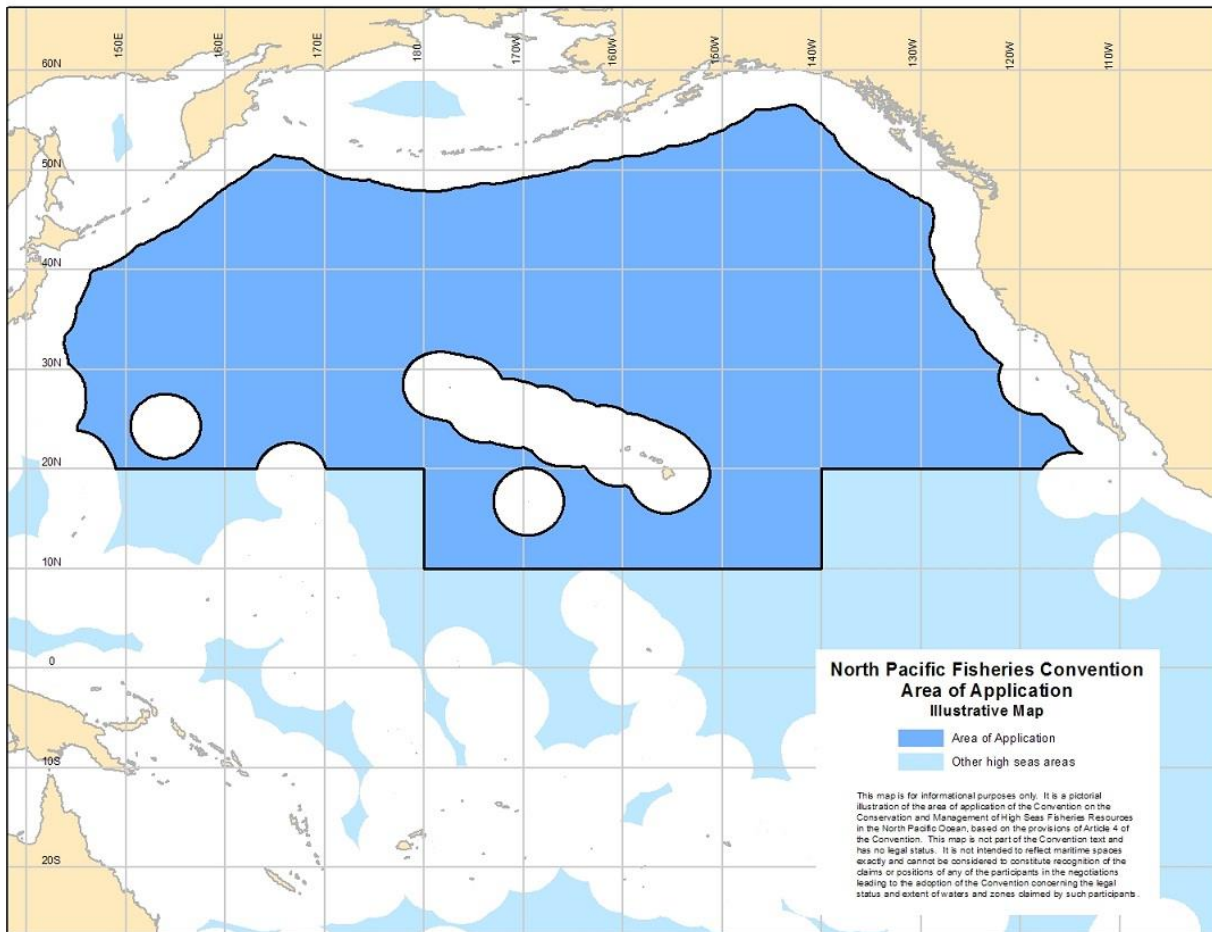 150E
160E
170E
180
170W
160W
150W
140W
130W
120W
110W
60N
50N
40N
30N
20N
10N
0
10S
20S
North Pacific Fisheries Convention
Area of Application
Illustrative Map
Area of Application
Other high seas areas
This map is for informational purposes only. It is a pictorial
illustration of the area of application of the Convention on the
Conservation and Management of High Seas Fisheries Resources
in the North Pacific Ocean, based on the provisions of Article 4 of
the Convention. This map is not part of the Convention text and
has no legal status. It is not intended to reflect maritime spaces
exactly and cannot be considered to constitute recognition of the
claims or positions of any of the participants in the negotiations
leading to the adoption of the Convention concerning the legal
status and extent of waters and zones claimed by such participants.